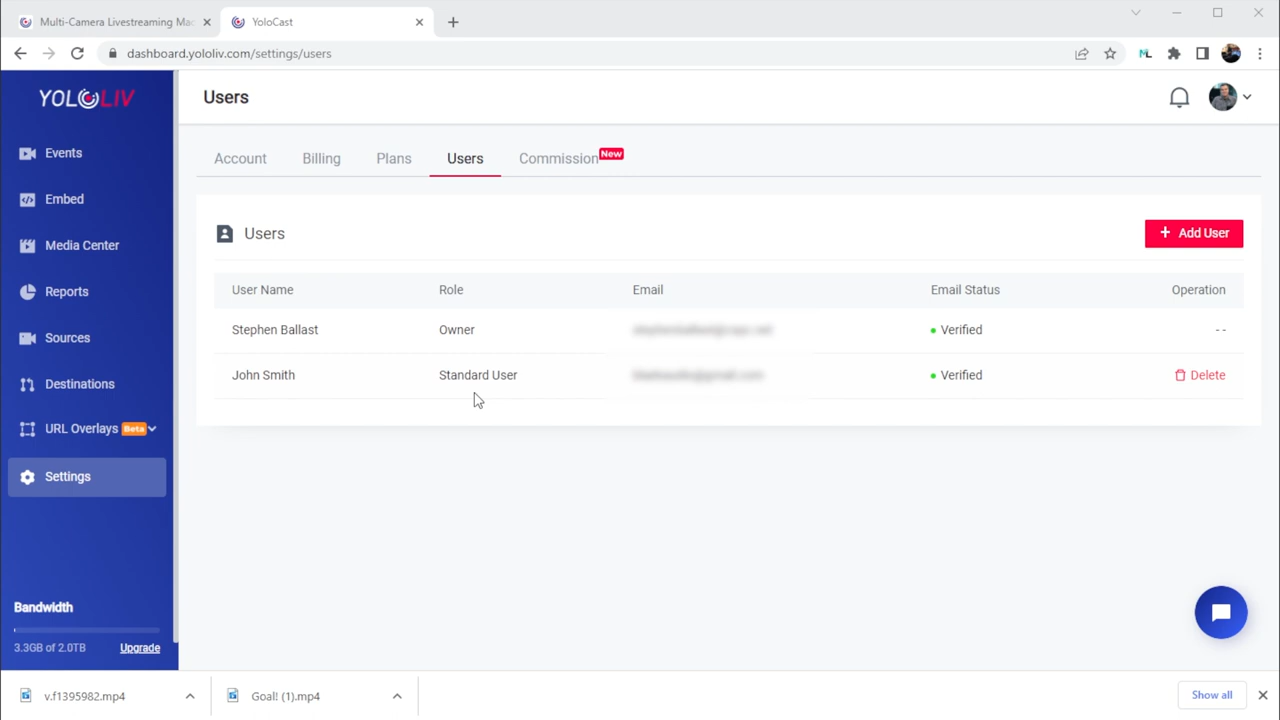 Multi-Camera Livestreaming Mac
YoloCast
dashboard.yololiv.com/settings/users
YOLOLIV
Users
Events
Embed
Media Center
Reports
Sources
Destinations
URL Overlays Beta
Settings
Bandwidth
3.3GB of 2.0TB Upgrade
Account Billing Plans Users Commission New
Users
+ Add User
User Name Role Email Email Status Operation
Stephen Ballast Owner Verified --
John Smith Standard User Verified Delete
v.f1395982.mp4
Goal! (1).mp4
Show all